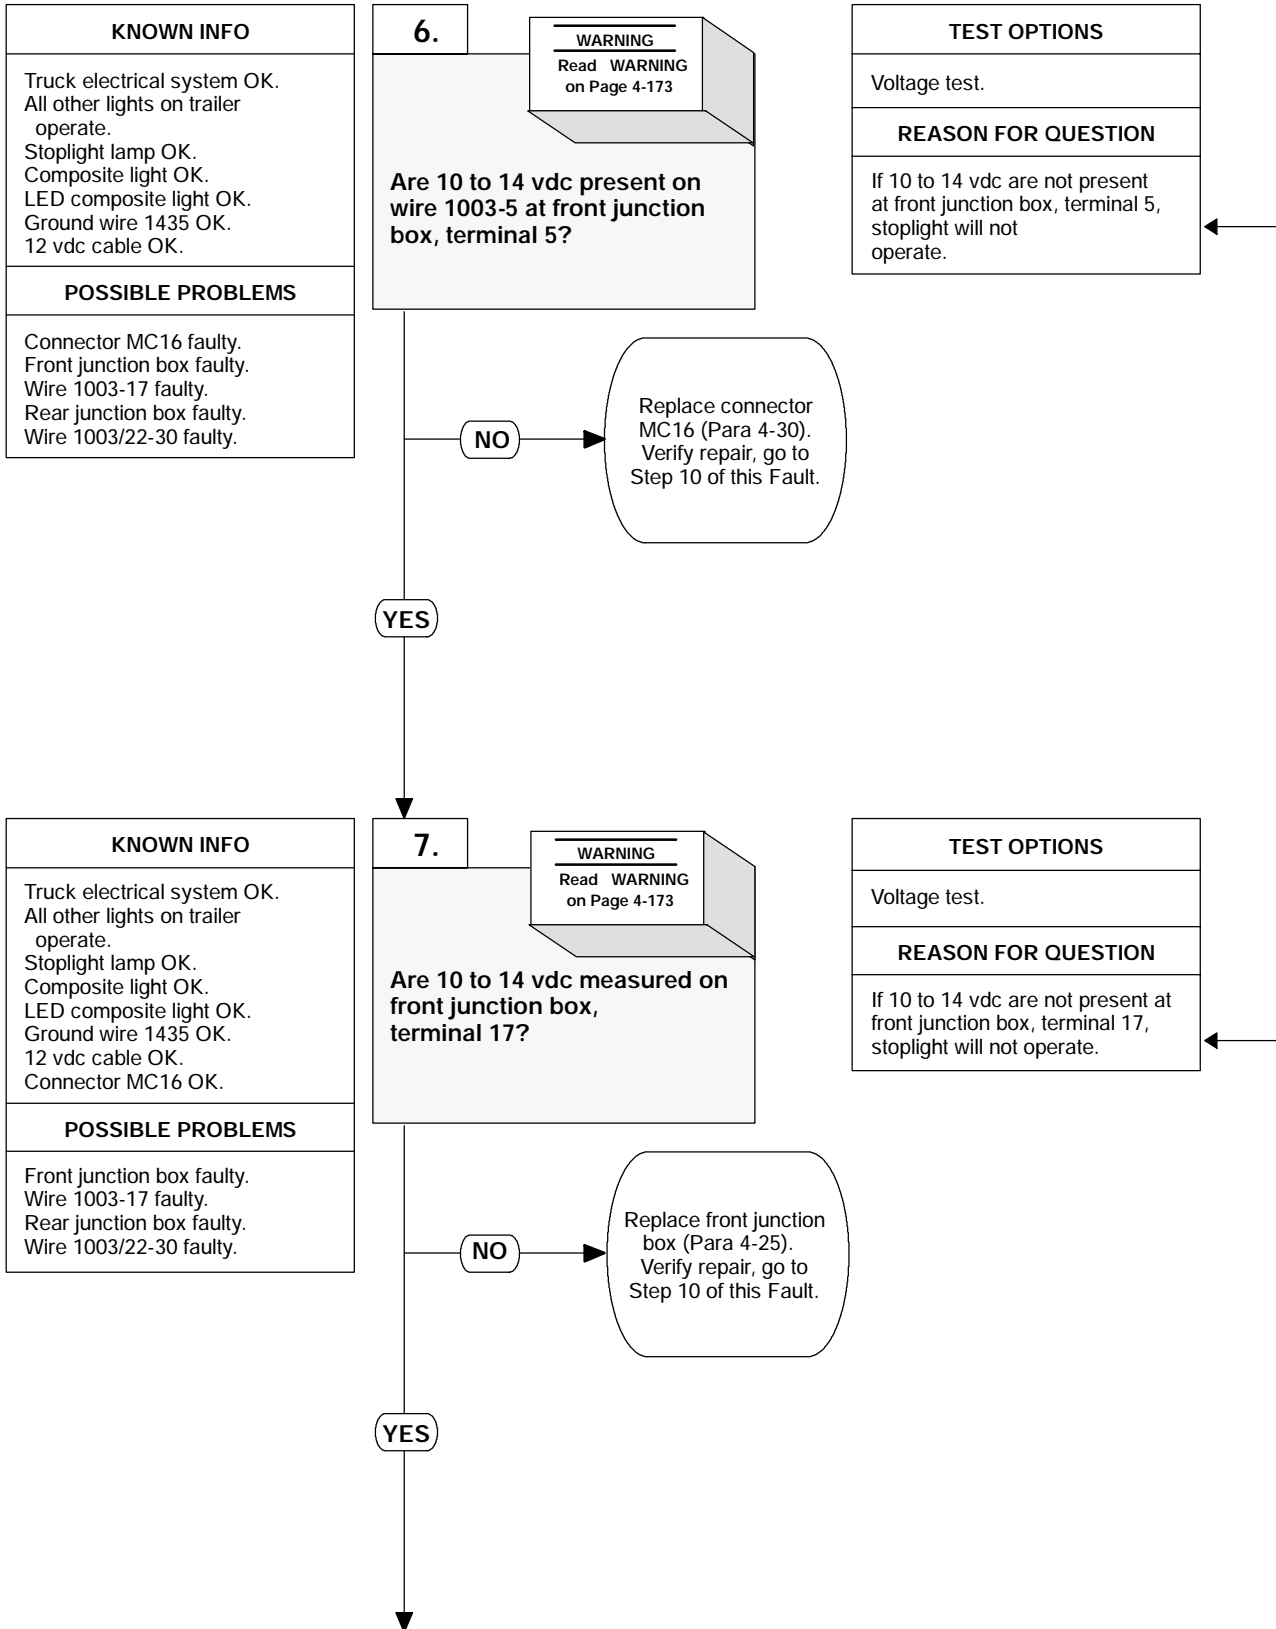 KNOWN INFO
Truck electrical system OK.
All other lights on trailer
operate.
Stoplight lamp OK.
Composite light OK.
LED composite light OK.
Ground wire 1435 OK.
12 vdc cable OK.
POSSIBLE PROBLEMS
Connector MC16 faulty.
Front junction box faulty.
Wire 1003-17 faulty.
Rear junction box faulty.
Wire 1003/22-30 faulty.
6.
WARNING
Read WARNING
on Page 4-173
Are 10 to 14 vdc present on
wire 1003-5 at front junction
box, terminal 5?
TEST OPTIONS
Voltage test.
REASON FOR QUESTION
If 10 to 14 vdc are not present
at front junction box, terminal 5,
stoplight will not
operate.
NO
Replace connector
MC16 (Para 4-30).
Verify repair, go to
Step 10 of this Fault.
YES
KNOWN INFO
Truck electrical system OK.
All other lights on trailer
operate.
Stoplight lamp OK.
Composite light OK.
LED composite light OK.
Ground wire 1435 OK.
12 vdc cable OK.
Connector MC16 OK.
POSSIBLE PROBLEMS
Front junction box faulty.
Wire 1003-17 faulty.
Rear junction box faulty.
Wire 1003/22-30 faulty.
7.
WARNING
Read WARNING
on Page 4-173
Are 10 to 14 vdc measured on
front junction box,
terminal 17?
TEST OPTIONS
Voltage test.
REASON FOR QUESTION
If 10 to 14 vdc are not present at
front junction box, terminal 17,
stoplight will not operate.
NO
Replace front junction
box (Para 4-25).
Verify repair, go to
Step 10 of this Fault.
YES